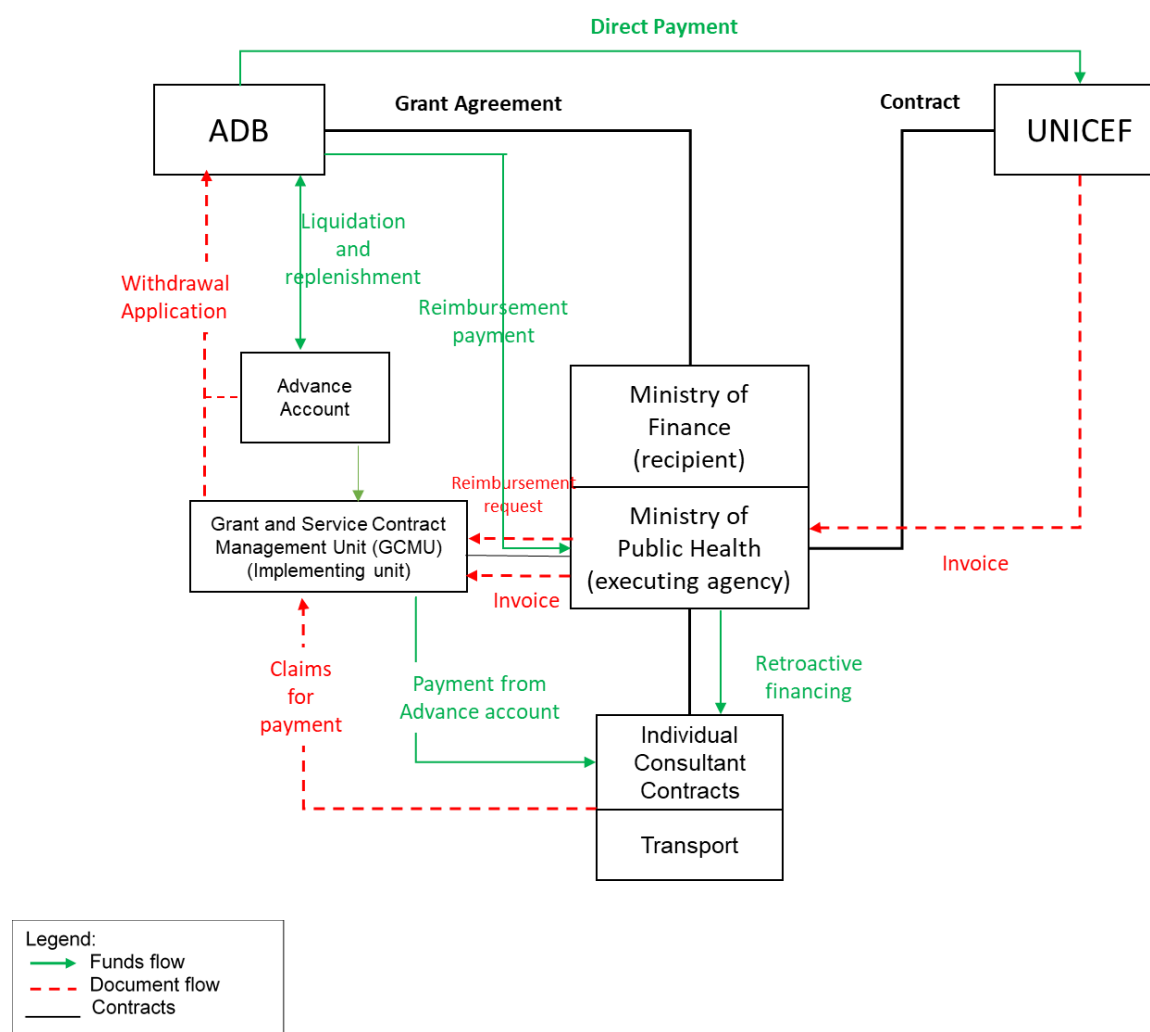 Direct Payment
ADB
Grant Agreement
Contract
UNICEF
Liquidation
and
replenishment
Withdrawal
Application
Reimbursement
payment
Advance
Account
Ministry of
Finance
(recipient)
Reimbursement
request
Grant and Service Contract
Management Unit (GCMU)
(Implementing unit)
Ministry of
Public Health
(executing agency)
Invoice
Invoice
Claims
for
payment
Payment from
Advance account
Retroactive
financing
Individual
Consultant
Contracts
Transport
Legend:
Funds flow
Document flow
Contracts